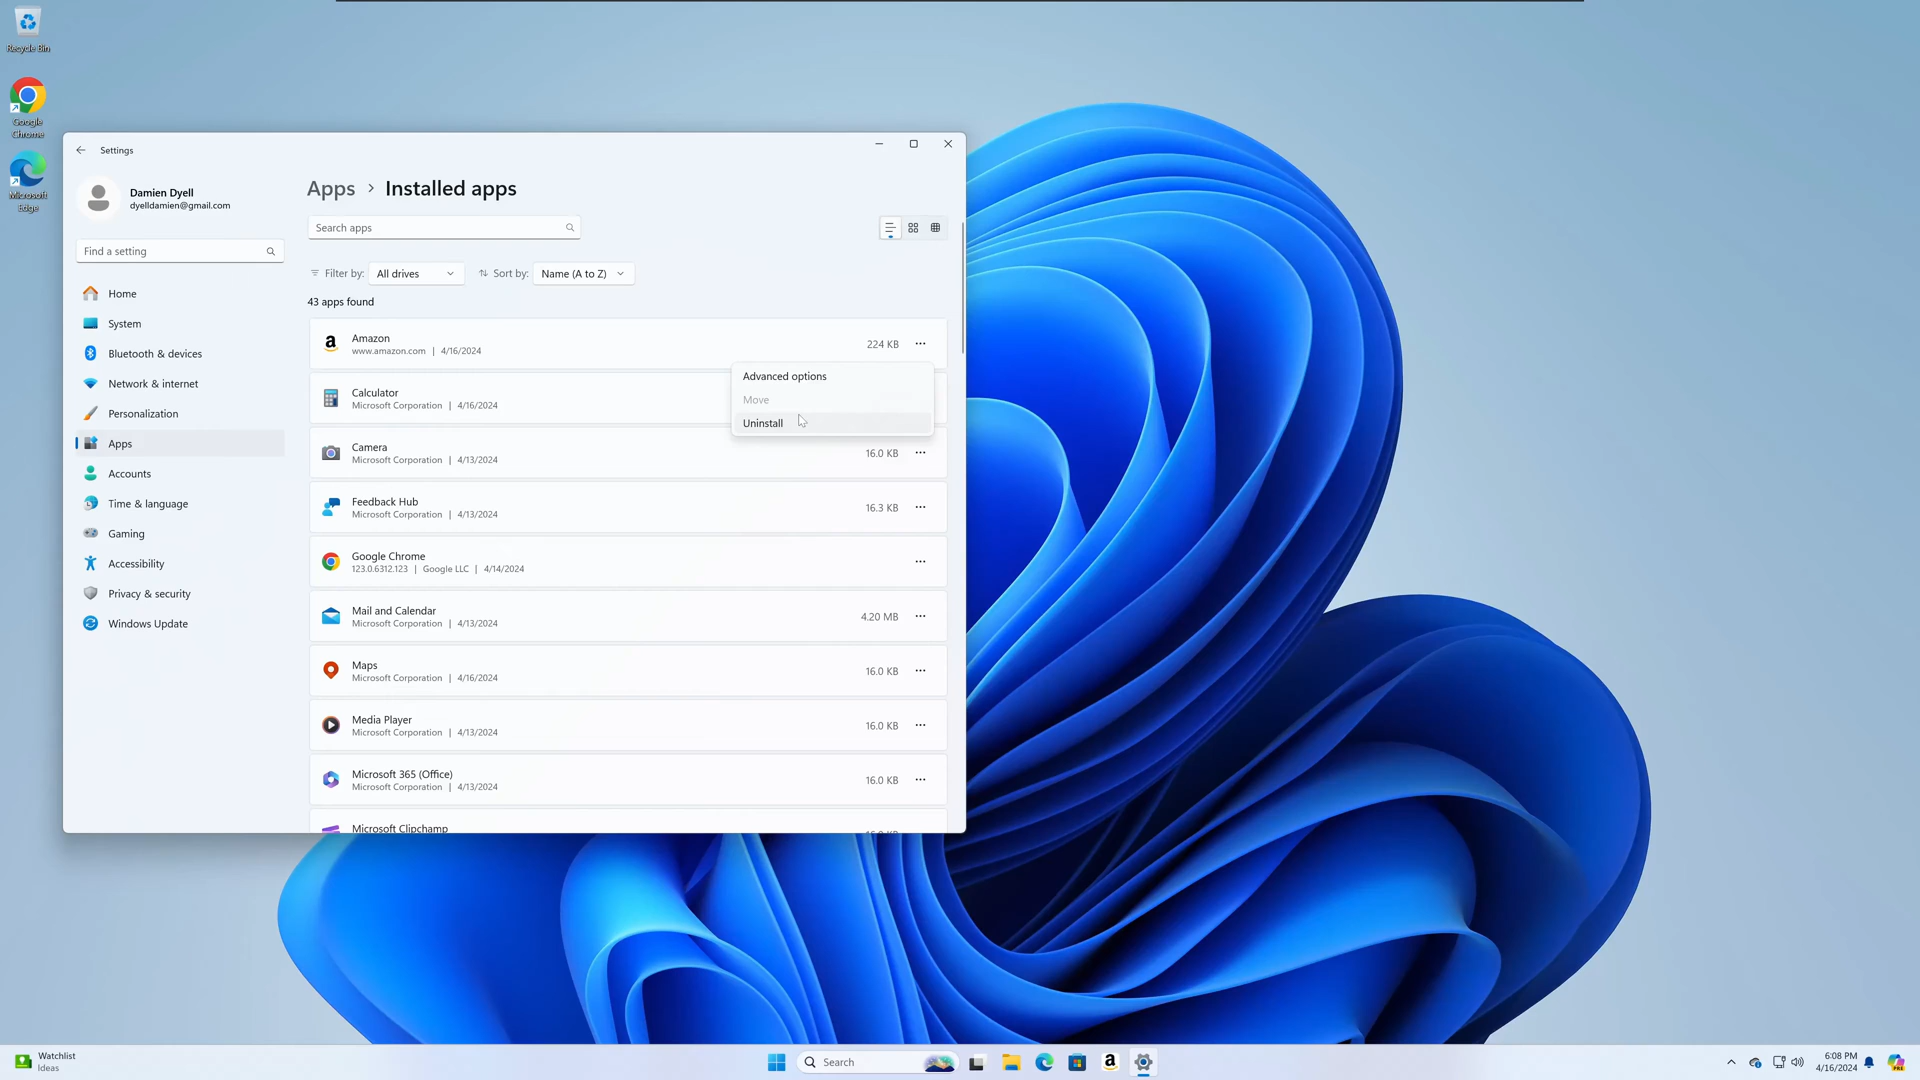 Recycle Bin
Google
Chrome
Microsoft
Edge
Settings
Damien Dyell
dyelldamien@gmail.com
Find a setting
Home
System
Bluetooth & devices
Network & internet
Personalization
Apps
Accounts
Time & language
Gaming
Accessibility
Privacy & security
Windows Update
Apps > Installed apps
Search apps
Filter by: All drives Sort by: Name (A to Z)
43 apps found
Amazon
www.amazon.com | 4/16/2024
224 KB
Advanced options
Move
Uninstall
Calculator
Microsoft Corporation | 4/16/2024
Camera
Microsoft Corporation | 4/13/2024
16.0 KB
Feedback Hub
Microsoft Corporation | 4/13/2024
16.3 KB
Google Chrome
123.0.6312.123 | Google LLC | 4/14/2024
Mail and Calendar
Microsoft Corporation | 4/13/2024
4.20 MB
Maps
Microsoft Corporation | 4/16/2024
16.0 KB
Media Player
Microsoft Corporation | 4/13/2024
16.0 KB
Microsoft 365 (Office)
Microsoft Corporation | 4/13/2024
16.0 KB
Microsoft Clipchamp
16.0 KB
Watchlist
Ideas
Search
6:08 PM
4/16/2024
PRE